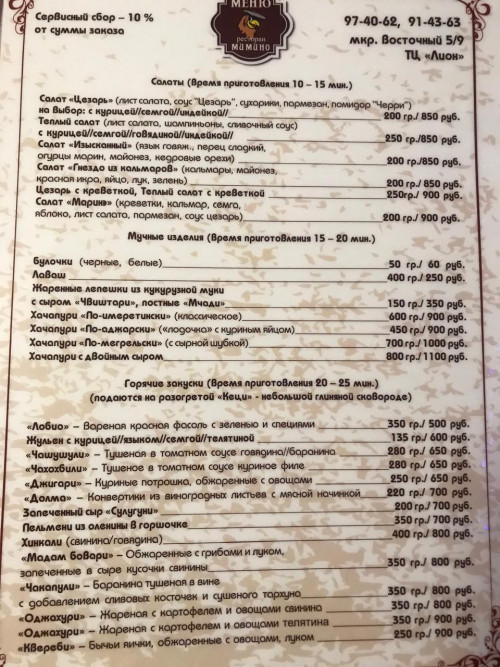 Сервисный сбор – 10 %
от суммы заказа
МЕНЮ
ресторан
МИМИНО
97-40-62, 91-43-63
мкр. Восточный 5/9
ТЦ «Лион»
Салаты (Время приготовления 10 – 15 мин.)
Салат «Цезарь» (лист салата, соус "Цезарь", сухарики, пармезан, помидор "Черри")
на выбор: с курицей//семгой//индейкой// 200 гр./ 850 руб.
Теплый салат (лист салата, шампиньоны, сливочный соус)
с курицей//семгой//говядиной//индейкой// 250 гр./850 руб.
Салат «Изысканный» (язык говяж., перец сладкий,
огурцы марин, майонез, кедровые орехи) 200 гр./ 850 руб.
Салат «Гнездо из кальмаров» (кальмары, майонез,
красная икра, яйцо, лук, зелень) 200 гр./ 850 руб.
Цезарь с креветкой, Теплый салат с креветкой 250гр./ 900 руб.
Салат «Марине» (креветки, кальмар, семга,
яблоко, лист салата, пармезан, соус цезарь) 200 гр./ 900 руб.
Мучные изделия (Время приготовления 15 – 20 мин.)
Булочки (черные, белые) 50 гр./ 60 руб.
Лаваш 400 гр./ 250 руб.
Жаренные лепешки из кукурузной муки
с сыром «Чвиштари», постные «Мчади» 150 гр./ 350 руб.
Хачапури «По-имеретински» (классическое) 600 гр./ 900 руб.
Хачапури «По-аджарски» («лодочка» с куриным яйцом) 450 гр./ 900 руб.
Хачапури «По-мегрельски» (с сырной шубкой) 700 гр./ 1000 руб.
Хачапури с двойным сыром 800 гр./ 1100 руб.
Горячие закуски (Время приготовления 20 – 25 мин.)
(подаются на разогретой «Кеци» - небольшой глиняной сковороде)
«Лобио» – Вареная красная фасоль с зеленью и специями 350 гр./ 500 руб.
Жульен с курицей//языком//семгой//телятиной 135 гр./ 600 руб.
«Чашушули» – Тушеная в томатном соусе говядина//баранина 280 гр./ 650 руб.
«Чахохбили» – Тушеное в томатном соусе куриное филе 280 гр./ 650 руб.
«Джигари» – Куриные потрошка, обжаренные с овощами 250 гр./ 650 руб.
«Долма» – Конвертики из виноградных листьев с мясной начинкой 220 гр./ 700 руб.
Запеченный сыр «Сулугуни» 200 гр./ 700 руб.
Пельмени из оленины в горшочке 350 гр./ 700 руб.
Хинкали (свинина/говядина) 400 гр./ 800 руб.
«Мадам бовари» – Обжаренные с грибами и луком,
запеченные в сыре кусочки свинины 350 гр./ 800 руб.
«Чакапули» – Баранина тушеная в вине
с добавлением сливовых косточек и сушеного тархуна 350 гр./ 800 руб.
«Оджахури» – Жареная с картофелем и овощами свинина 350 гр./ 800 руб.
«Оджахури» – Жареная с картофелем и овощами телятина 350 гр./ 900 руб.
«Квереби» – Бычьи яички, обжаренные с овощами, луком 250 гр./ 900 руб.